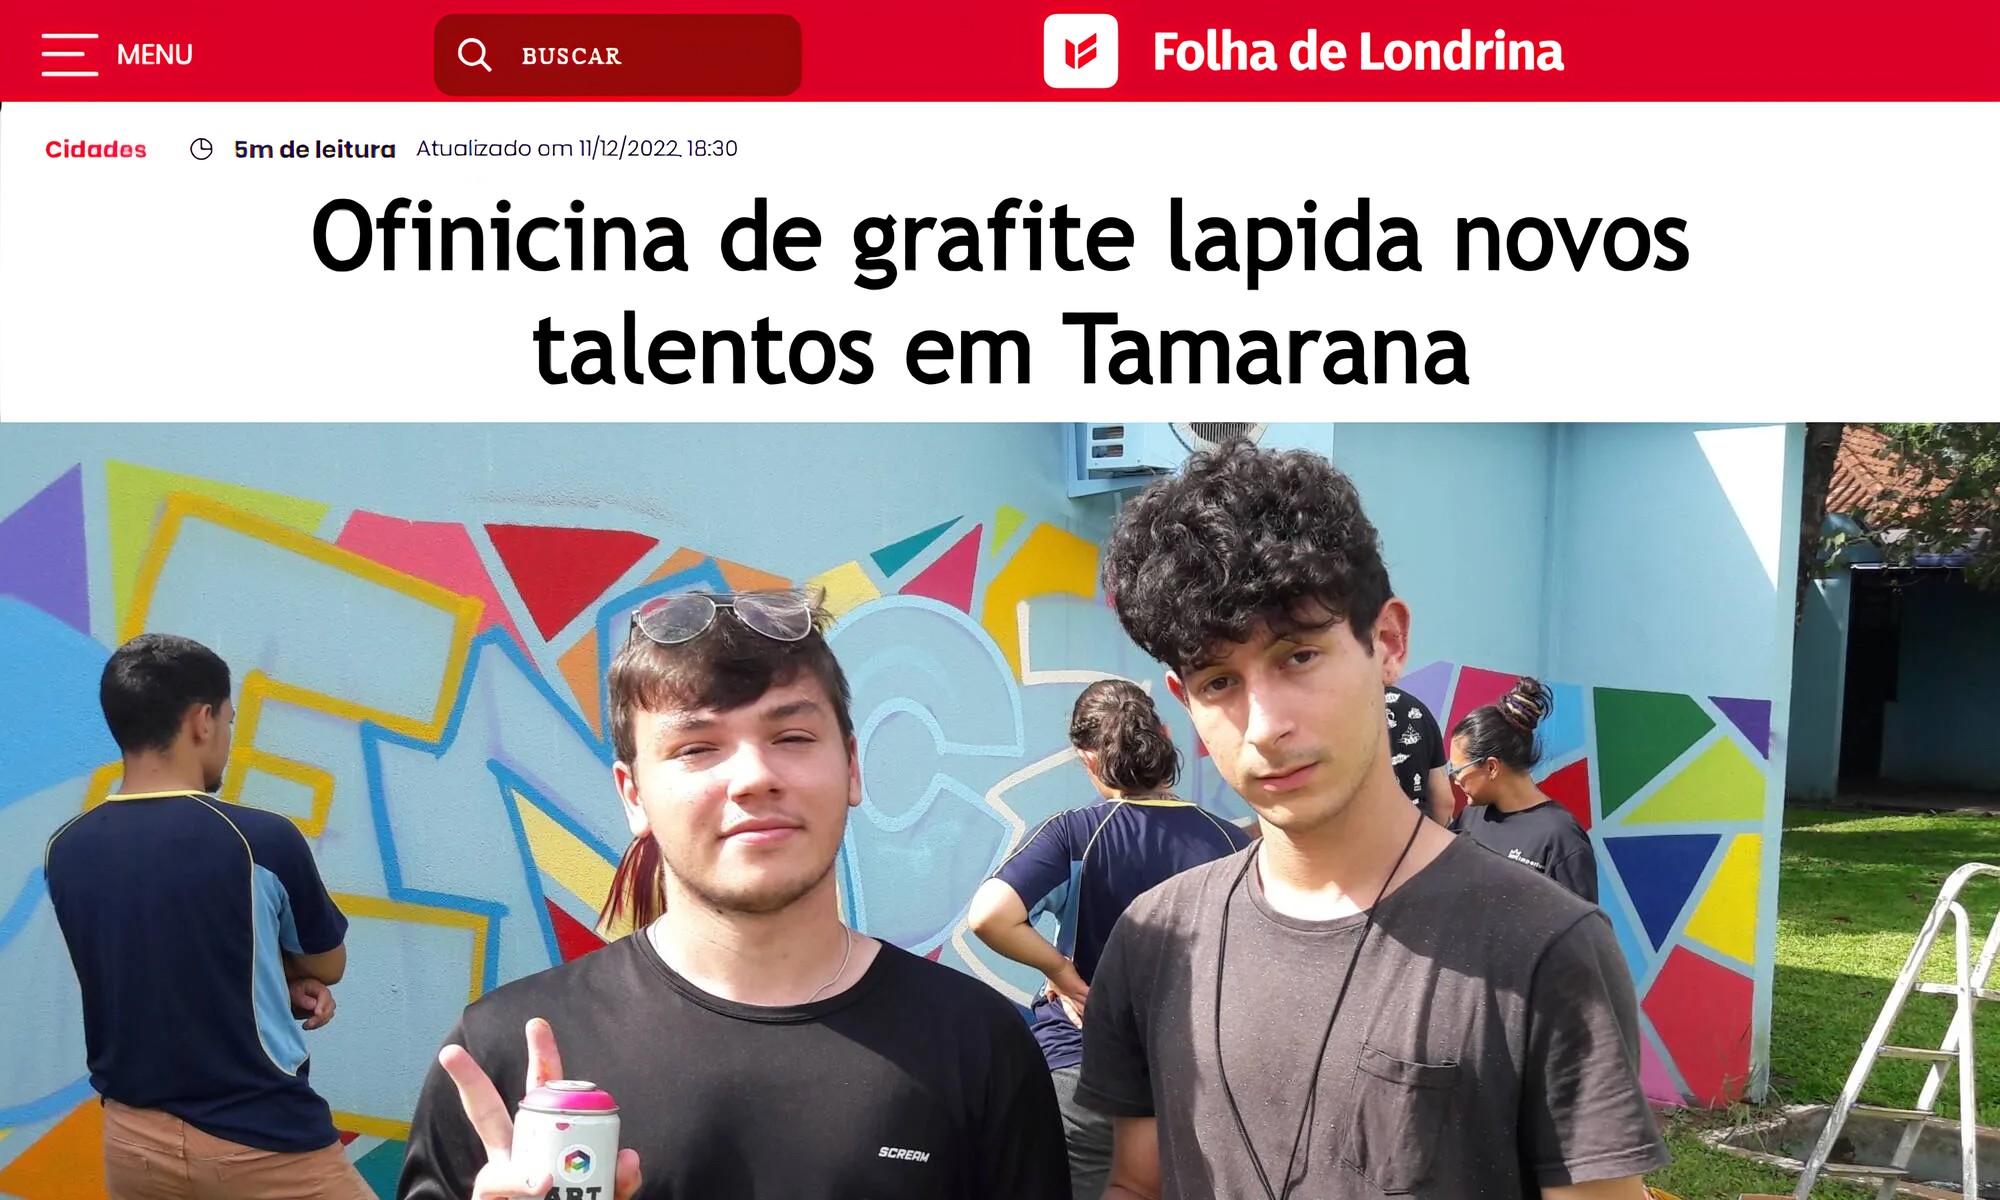 MENU
BUSCAR
Folha de Londrina
Cidades 5m de leitura Atualizado em 11/12/2022, 18:30
Ofinicina de grafite lapida novos
talentos em Tamarana
SCREAM
ART